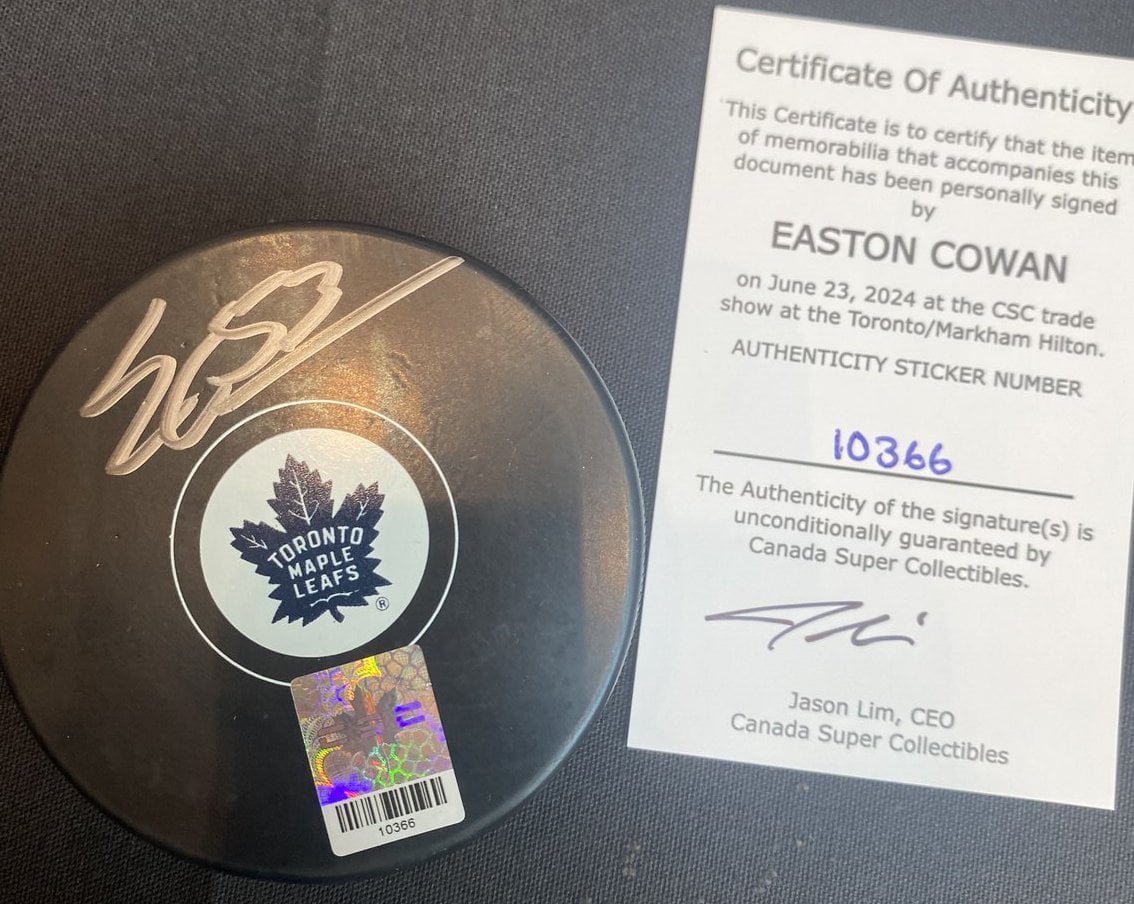 TORONTO
MAPLE
LEAFS
®
10366
Certificate Of Authenticity
This Certificate is to certify that the item
of memorabilia that accompanies this
document has been personally signed
by
EASTON COWAN
on June 23, 2024 at the CSC trade
show at the Toronto/Markham Hilton.
AUTHENTICITY STICKER NUMBER
10366
The Authenticity of the signature(s) is
unconditionally guaranteed by
Canada Super Collectibles.
Jason Lim, CEO
Canada Super Collectibles